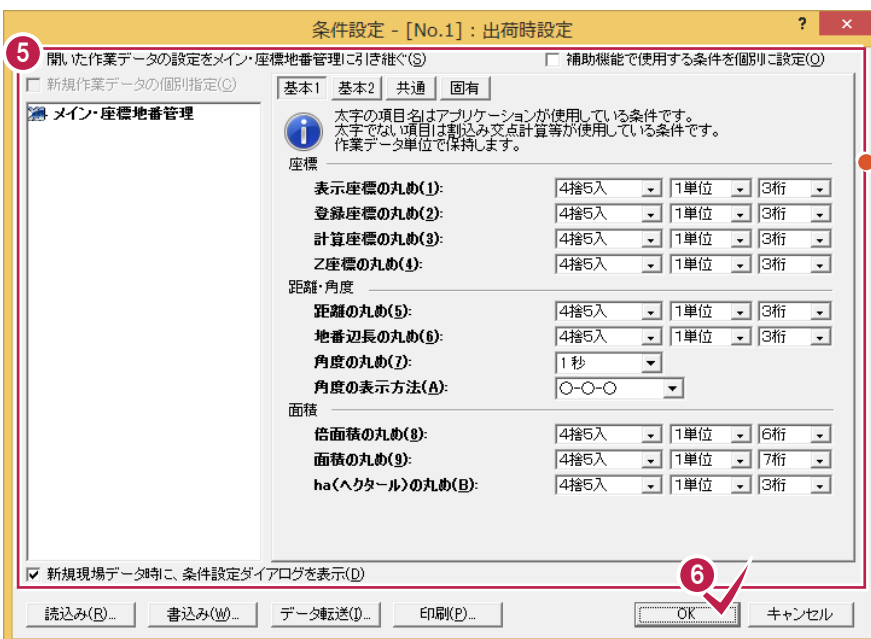 条件設定 - [No.1] : 出荷時設定 ? ×
5 開いた作業データの設定をメイン・座標地番管理に引き継ぐ(S) 補助機能で使用する条件を個別に設定(O)
新規作業データの個別指定(C)
メイン・座標地番管理
基本1 基本2 共通 固有
太字の項目名はアプリケーションが使用している条件です。
太字でない項目は割込み交点計算等が使用している条件です。
作業データ単位で保持します。
座標
表示座標の丸め(1): 4捨5入 1単位 3桁
登録座標の丸め(2): 4捨5入 1単位 3桁
計算座標の丸め(3): 4捨5入 1単位 3桁
Z座標の丸め(4): 4捨5入 1単位 3桁
距離・角度
距離の丸め(5): 4捨5入 1単位 3桁
地番辺長の丸め(6): 4捨5入 1単位 3桁
角度の丸め(7): 1秒
角度の表示方法(A): ○-○-○
面積
倍面積の丸め(8): 4捨5入 1単位 6桁
面積の丸め(9): 4捨5入 1単位 7桁
ha(ヘクタール)の丸め(B): 4捨5入 1単位 3桁
新規現場データ時に、条件設定ダイアログを表示(D)
6
読込み(R)... 書込み(W)... データ転送(I)... 印刷(P)... OK キャンセル